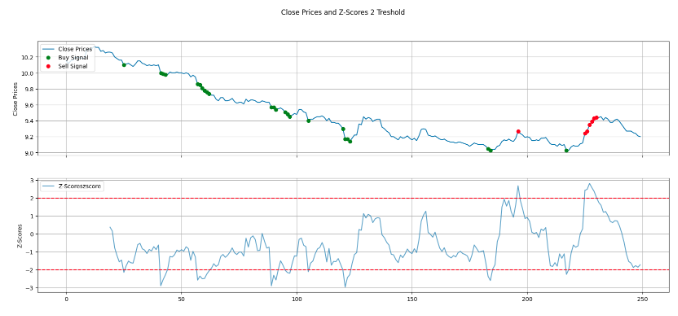 Close Prices and Z-Scores 2 Treshold
Close Prices
Buy Signal
Sell Signal
10.2
10.0
9.8
9.6
9.4
9.2
9.0
Close Prices
Z-Scorezscore
3
2
1
0
−1
−2
−3
Z-Scores
0
50
100
150
200
250